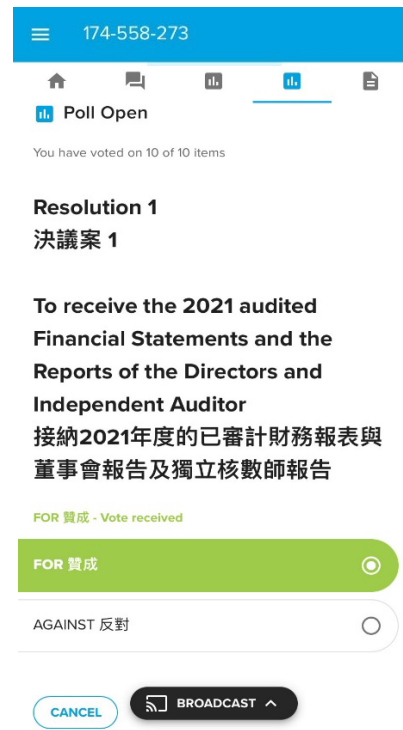 174-558-273
Poll Open
You have voted on 10 of 10 items
Resolution 1
決議案 1
To receive the 2021 audited
Financial Statements and the
Reports of the Directors and
Independent Auditor
接納2021年度的已審計財務報表與
董事會報告及獨立核數師報告
FOR 贊成 - Vote received
FOR 贊成
AGAINST 反對
CANCEL
BROADCAST